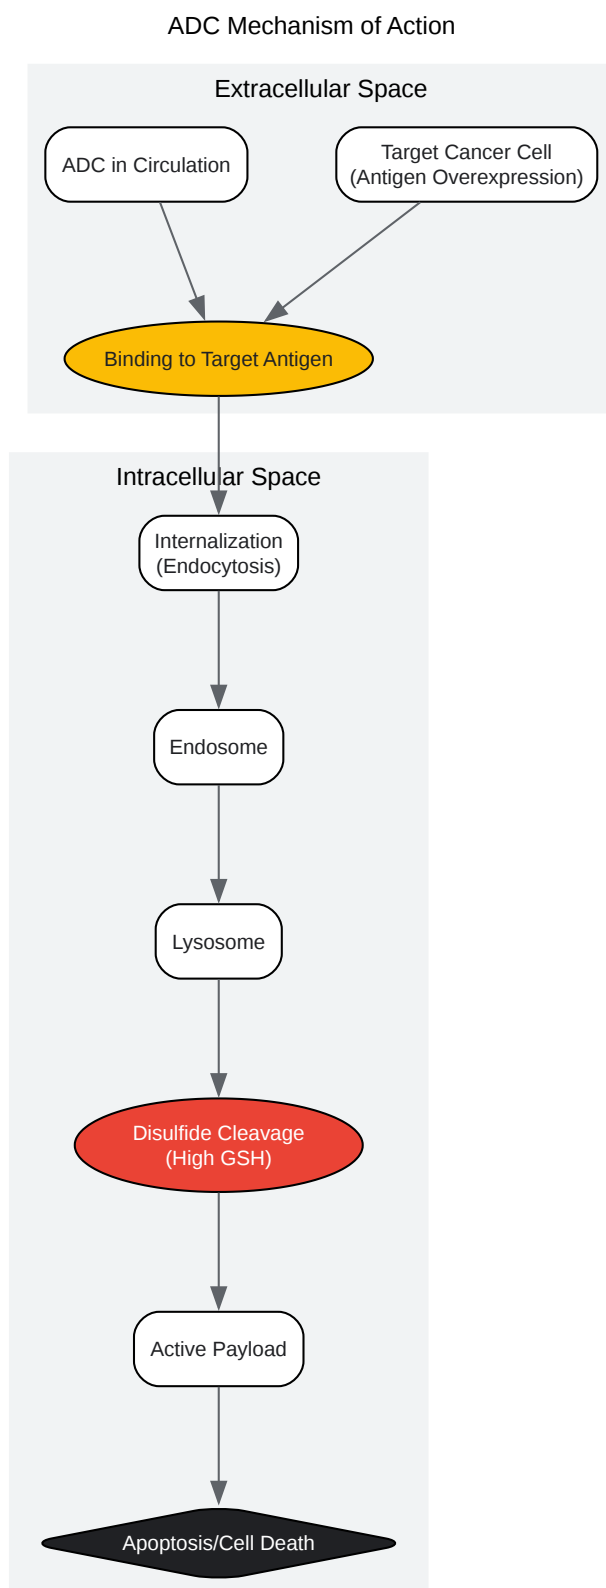 ADC Mechanism of Action
Extracellular Space
ADC in Circulation
Target Cancer Cell
(Antigen Overexpression)
Binding to Target Antigen
Intracellular Space
Internalization
(Endocytosis)
Endosome
Lysosome
Disulfide Cleavage
(High GSH)
Active Payload
Apoptosis/Cell Death